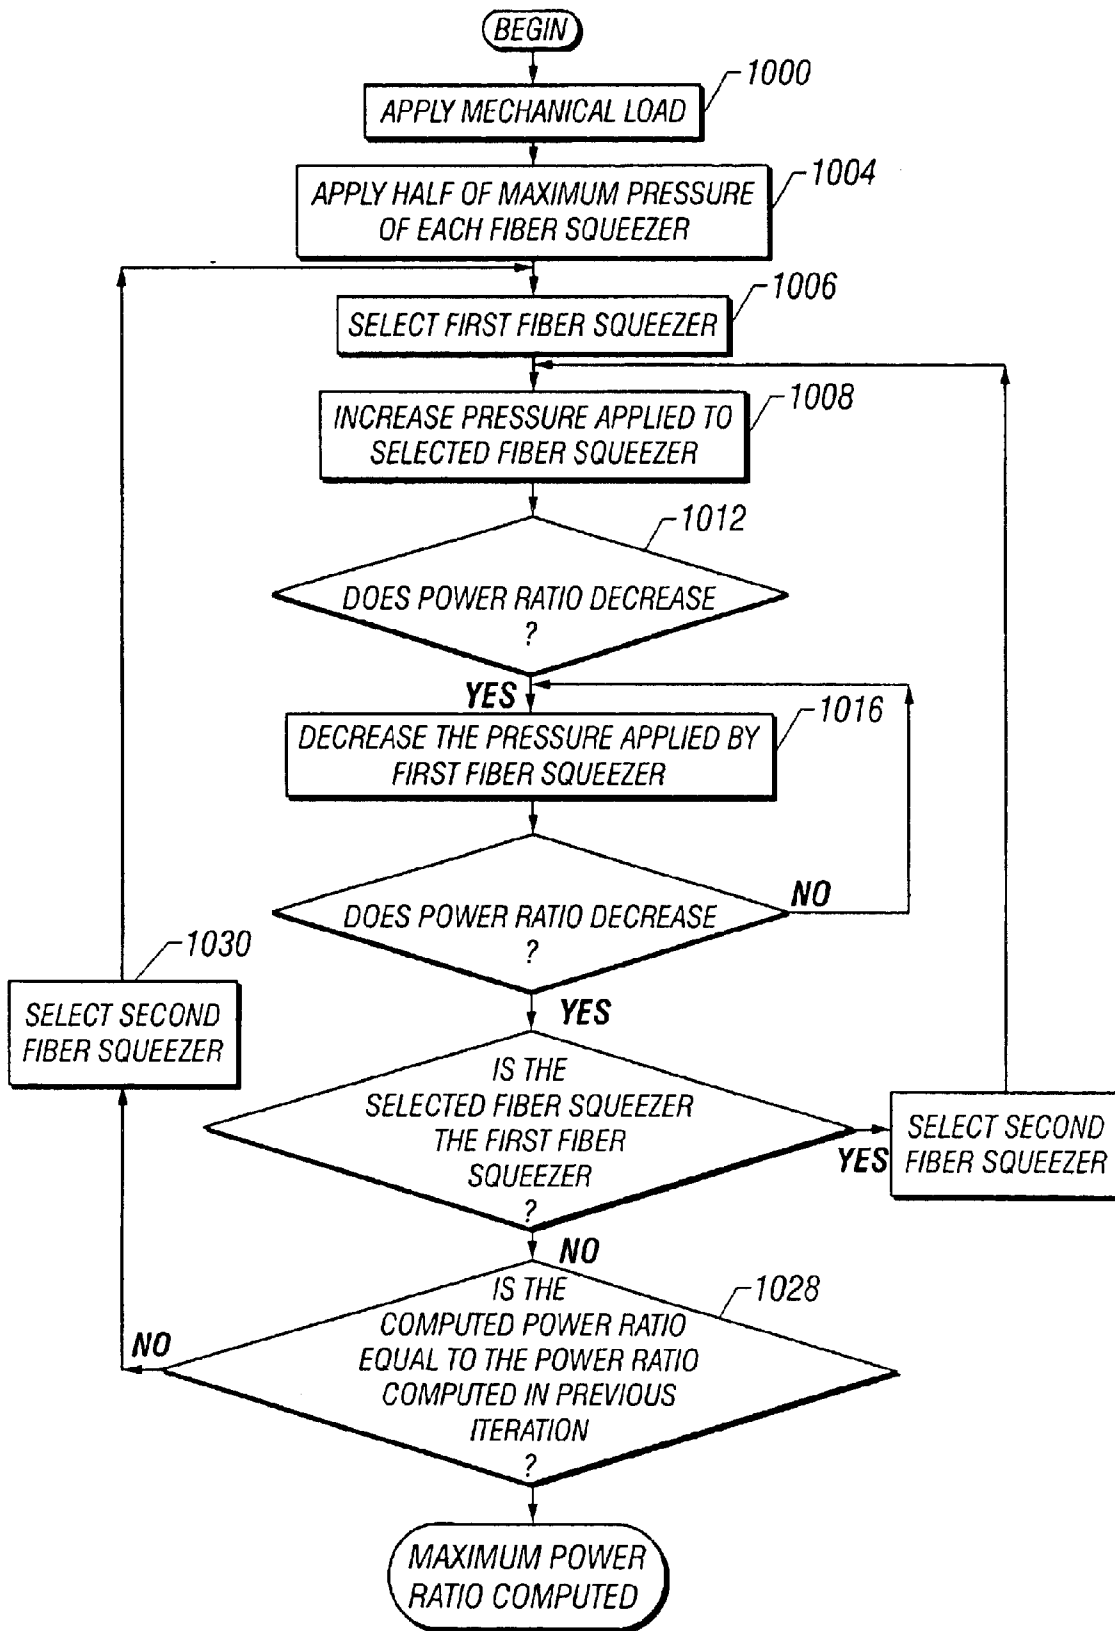 BEGIN
1000
APPLY MECHANICAL LOAD
1004
APPLY HALF OF MAXIMUM PRESSURE
OF EACH FIBER SQUEEZER
1006
SELECT FIRST FIBER SQUEEZER
1008
INCREASE PRESSURE APPLIED TO
SELECTED FIBER SQUEEZER
1012
DOES POWER RATIO DECREASE
?
YES
1016
DECREASE THE PRESSURE APPLIED BY
FIRST FIBER SQUEEZER
DOES POWER RATIO DECREASE
?
NO
YES
1030
SELECT SECOND
FIBER SQUEEZER
IS THE
SELECTED FIBER SQUEEZER
THE FIRST FIBER
SQUEEZER
?
YES
SELECT SECOND
FIBER SQUEEZER
NO
1028
IS THE
COMPUTED POWER RATIO
EQUAL TO THE POWER RATIO
COMPUTED IN PREVIOUS
ITERATION
?
NO
MAXIMUM POWER
RATIO COMPUTED